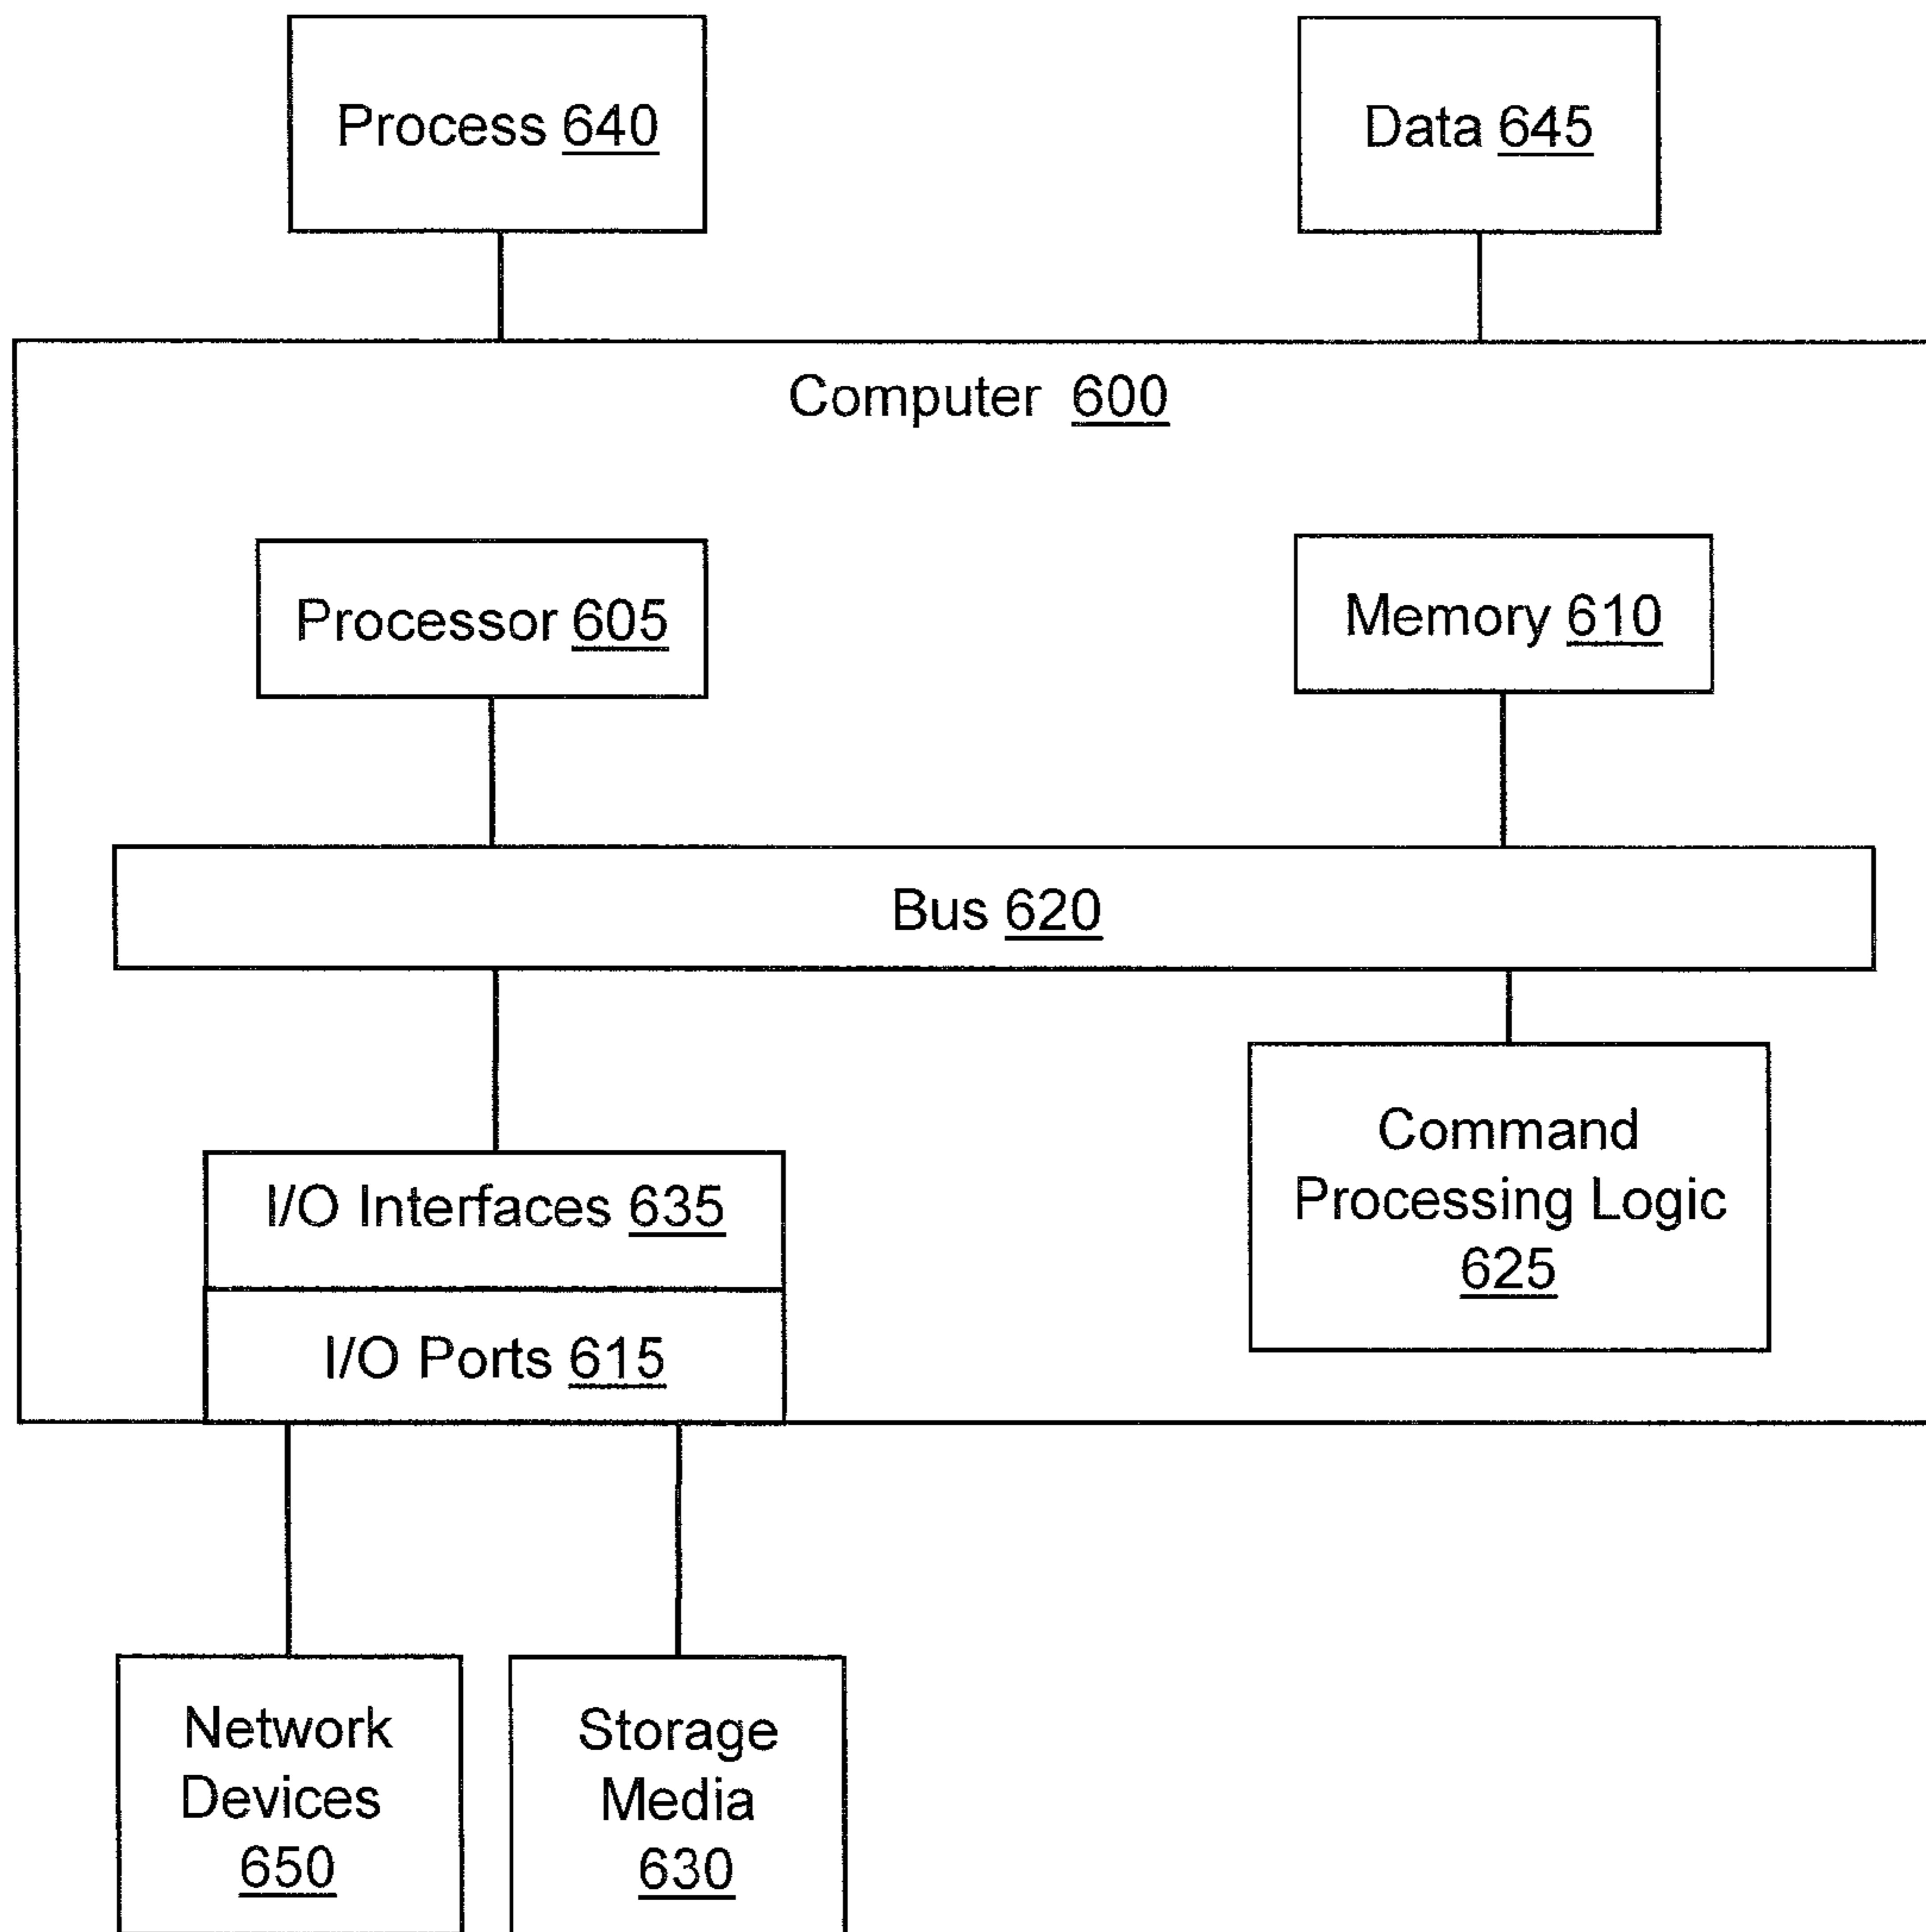 Process 640
Data 645
Computer 600
Processor 605
Memory 610
Bus 620
I/O Interfaces 635
I/O Ports 615
Command
Processing Logic
625
Network
Devices
650
Storage
Media
630